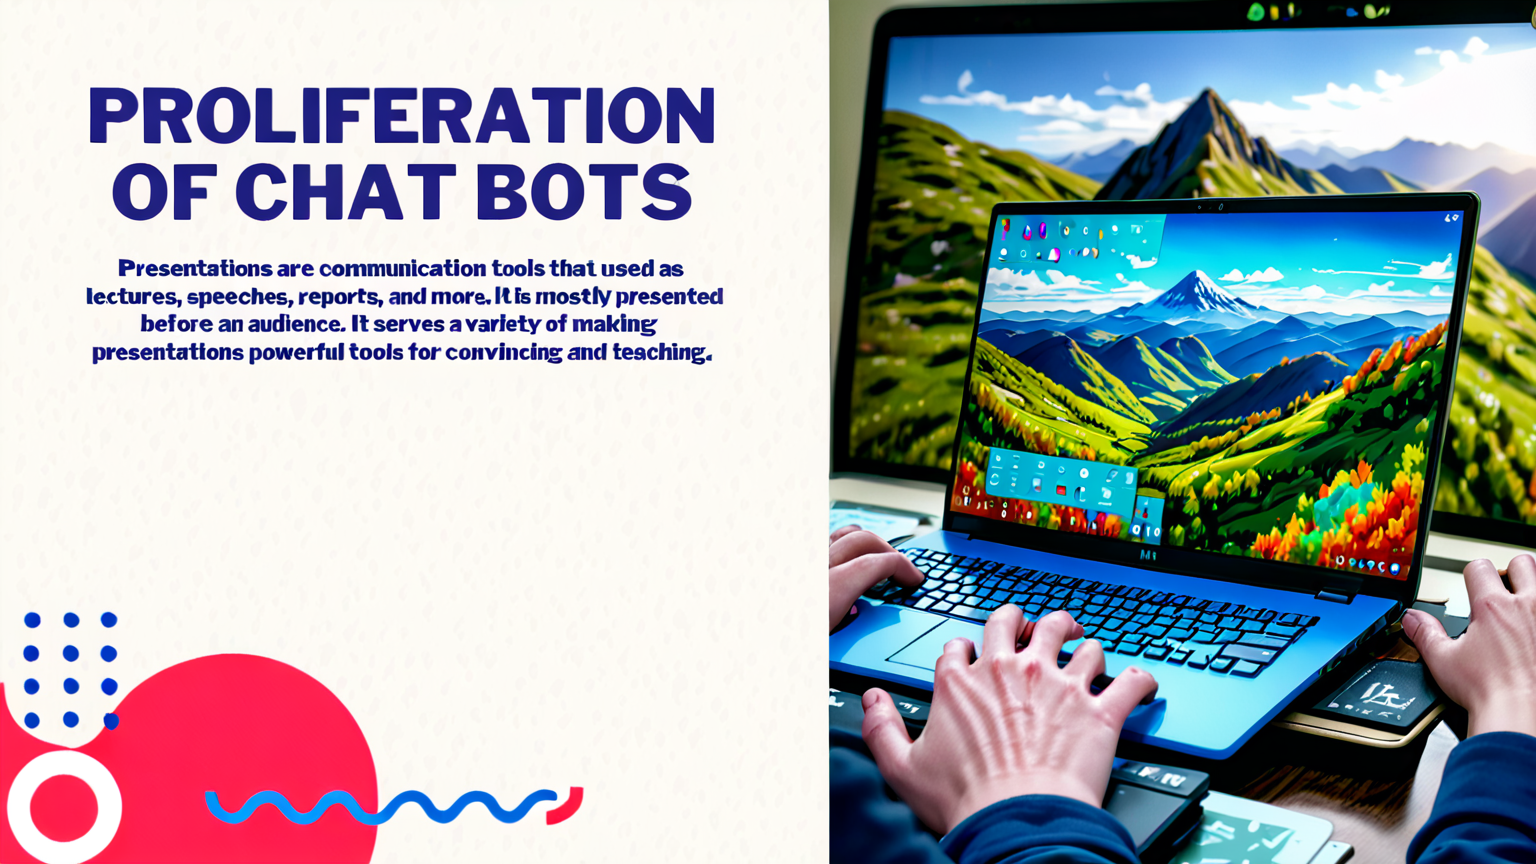 PROLIFERATION
OF CHAT BOTS
Presentations are communication tools that used as
lectures, speeches, reports, and more. It is mostly presented
before an audience. It serves a variety of making
presentations powerful tools for convincing and teaching.